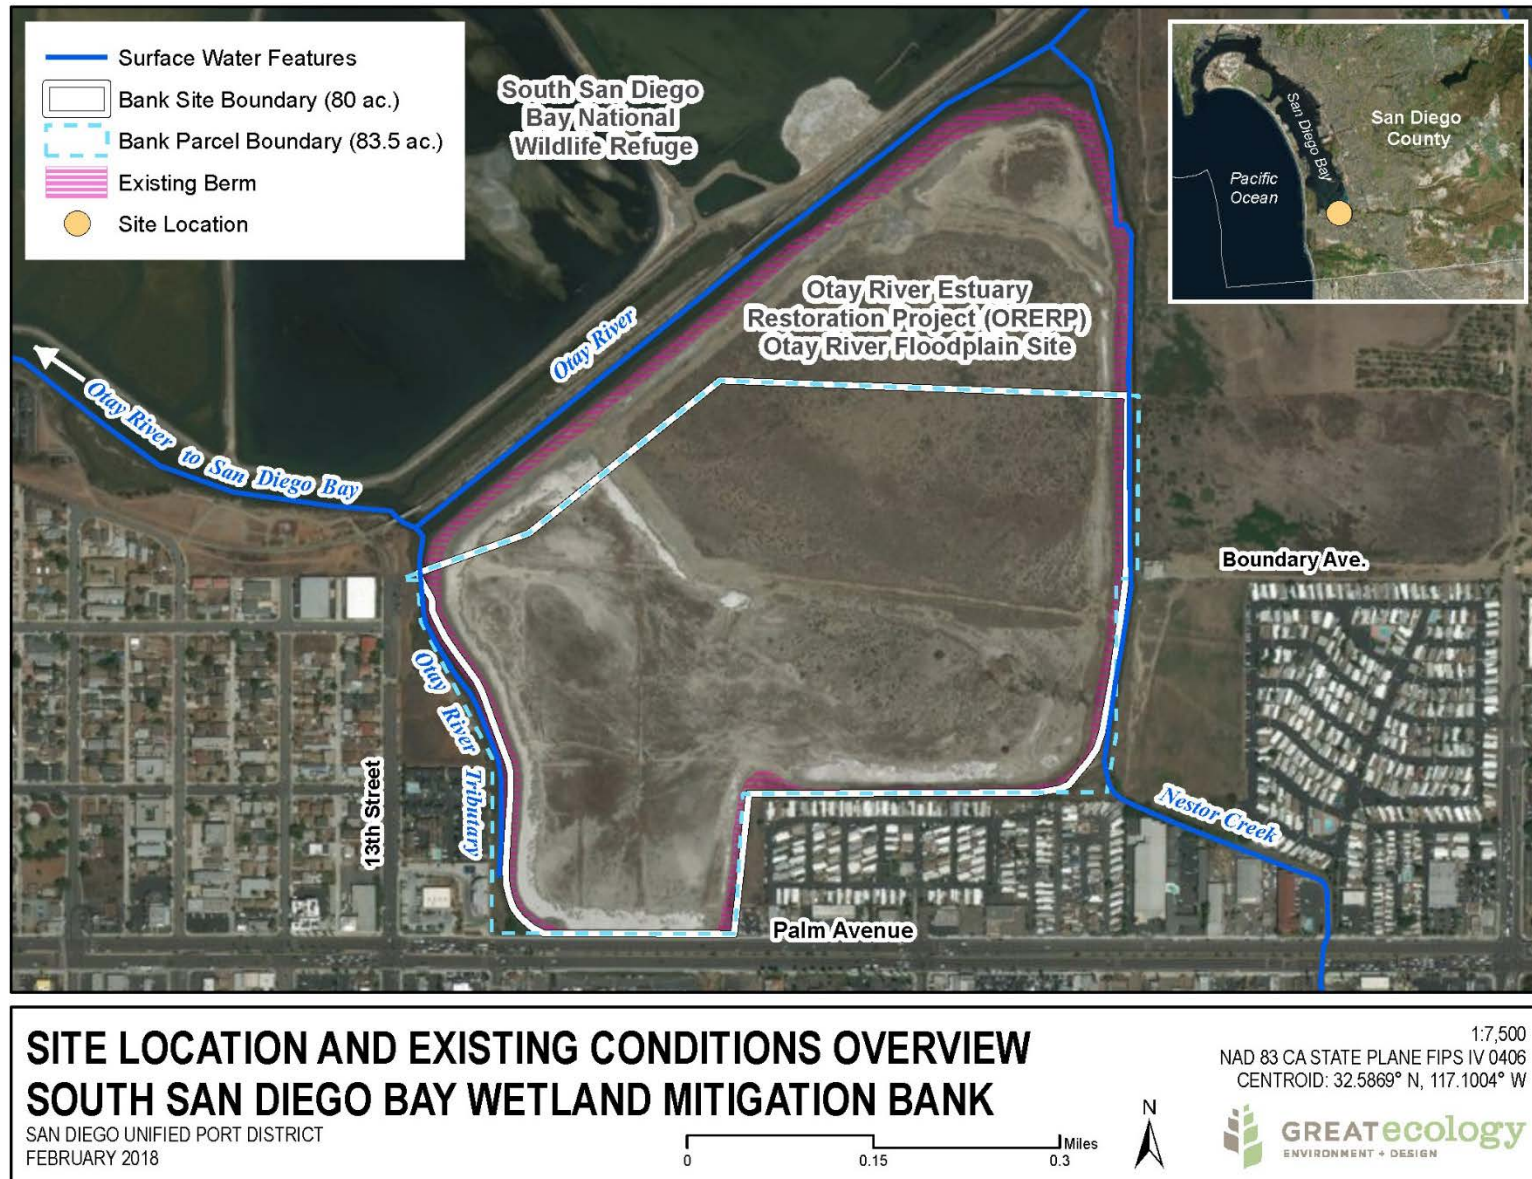 Surface Water Features
Bank Site Boundary (80 ac.)
Bank Parcel Boundary (83.5 ac.)
Existing Berm
Site Location
South San Diego
Bay National
Wildlife Refuge
San Diego Bay
San Diego
County
Pacific
Ocean
Otay River Estuary
Restoration Project (ORERP)
Otay River Floodplain Site
Otay River
Otay River to San Diego Bay
Boundary Ave.
Otay River Tributary
13th Street
Nestor Creek
Palm Avenue
SITE LOCATION AND EXISTING CONDITIONS OVERVIEW
SOUTH SAN DIEGO BAY WETLAND MITIGATION BANK
SAN DIEGO UNIFIED PORT DISTRICT
FEBRUARY 2018
Miles
0 0.15 0.3
N
1:7,500
NAD 83 CA STATE PLANE FIPS IV 0406
CENTROID: 32.5869° N, 117.1004° W
GREATecology
ENVIRONMENT + DESIGN